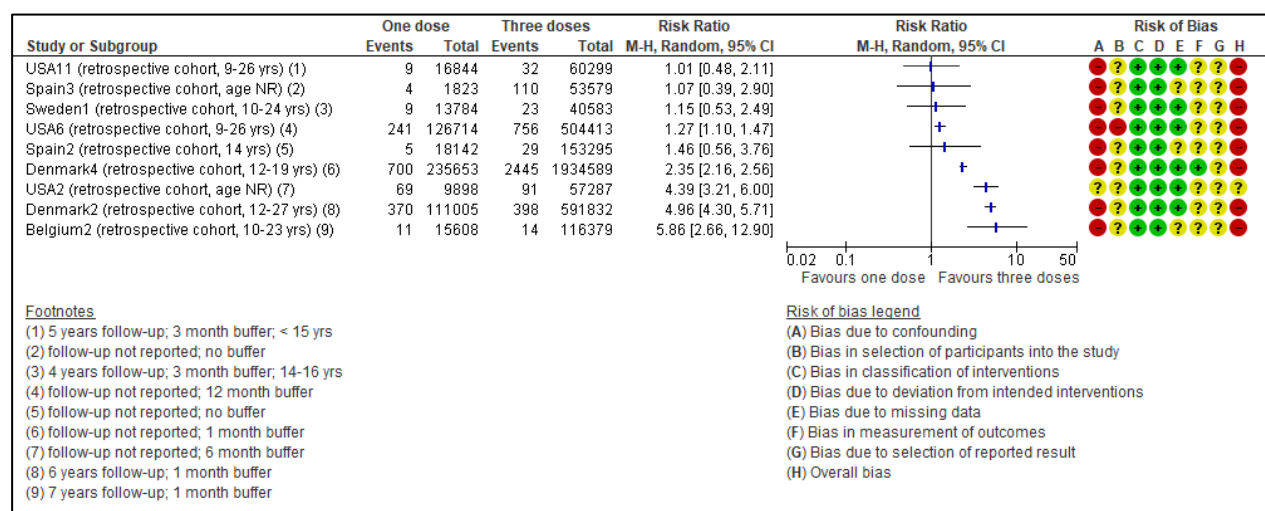 One dose Three doses Risk Ratio Risk Ratio Risk of Bias
Study or Subgroup Events Total Events Total M-H, Random, 95% CI M-H, Random, 95% CI A B C D E F G H
USA11 (retrospective cohort, 9-26 yrs) (1) 9 16844 32 60299 1.01 [0.48, 2.11] - ? + + ? ? ? -
Spain3 (retrospective cohort, age NR) (2) 4 1823 110 53579 1.07 [0.39, 2.90] - ? + + ? ? ? -
Sweden1 (retrospective cohort, 10-24 yrs) (3) 9 13784 23 40583 1.15 [0.53, 2.49] - ? + + + ? ? -
USA6 (retrospective cohort, 9-26 yrs) (4) 241 126714 756 504413 1.27 [1.10, 1.47] - - + + + ? ? -
Spain2 (retrospective cohort, 14 yrs) (5) 5 18142 29 153295 1.46 [0.56, 3.76] - ? + + ? ? ? -
Denmark4 (retrospective cohort, 12-19 yrs) (6) 700 235653 2445 1934589 2.35 [2.16, 2.56] - ? + + + + ? -
USA2 (retrospective cohort, age NR) (7) 69 9898 91 57287 4.39 [3.21, 6.00] ? ? + + ? ? ? ?
Denmark2 (retrospective cohort, 12-27 yrs) (8) 370 111005 398 591832 4.96 [4.30, 5.71] - ? + + + ? ? -
Belgium2 (retrospective cohort, 10-23 yrs) (9) 11 15608 14 116379 5.86 [2.66, 12.90] - ? + + ? ? ? -
0.02 0.1 1 10 50
Favours one dose Favours three doses
Footnotes
(1) 5 years follow-up; 3 month buffer; < 15 yrs
(2) follow-up not reported; no buffer
(3) 4 years follow-up; 3 month buffer; 14-16 yrs
(4) follow-up not reported; 12 month buffer
(5) follow-up not reported; no buffer
(6) follow-up not reported; 1 month buffer
(7) follow-up not reported; 6 month buffer
(8) 6 years follow-up; 1 month buffer
(9) 7 years follow-up; 1 month buffer
Risk of bias legend
(A) Bias due to confounding
(B) Bias in selection of participants into the study
(C) Bias in classification of interventions
(D) Bias due to deviation from intended interventions
(E) Bias due to missing data
(F) Bias in measurement of outcomes
(G) Bias due to selection of reported result
(H) Overall bias